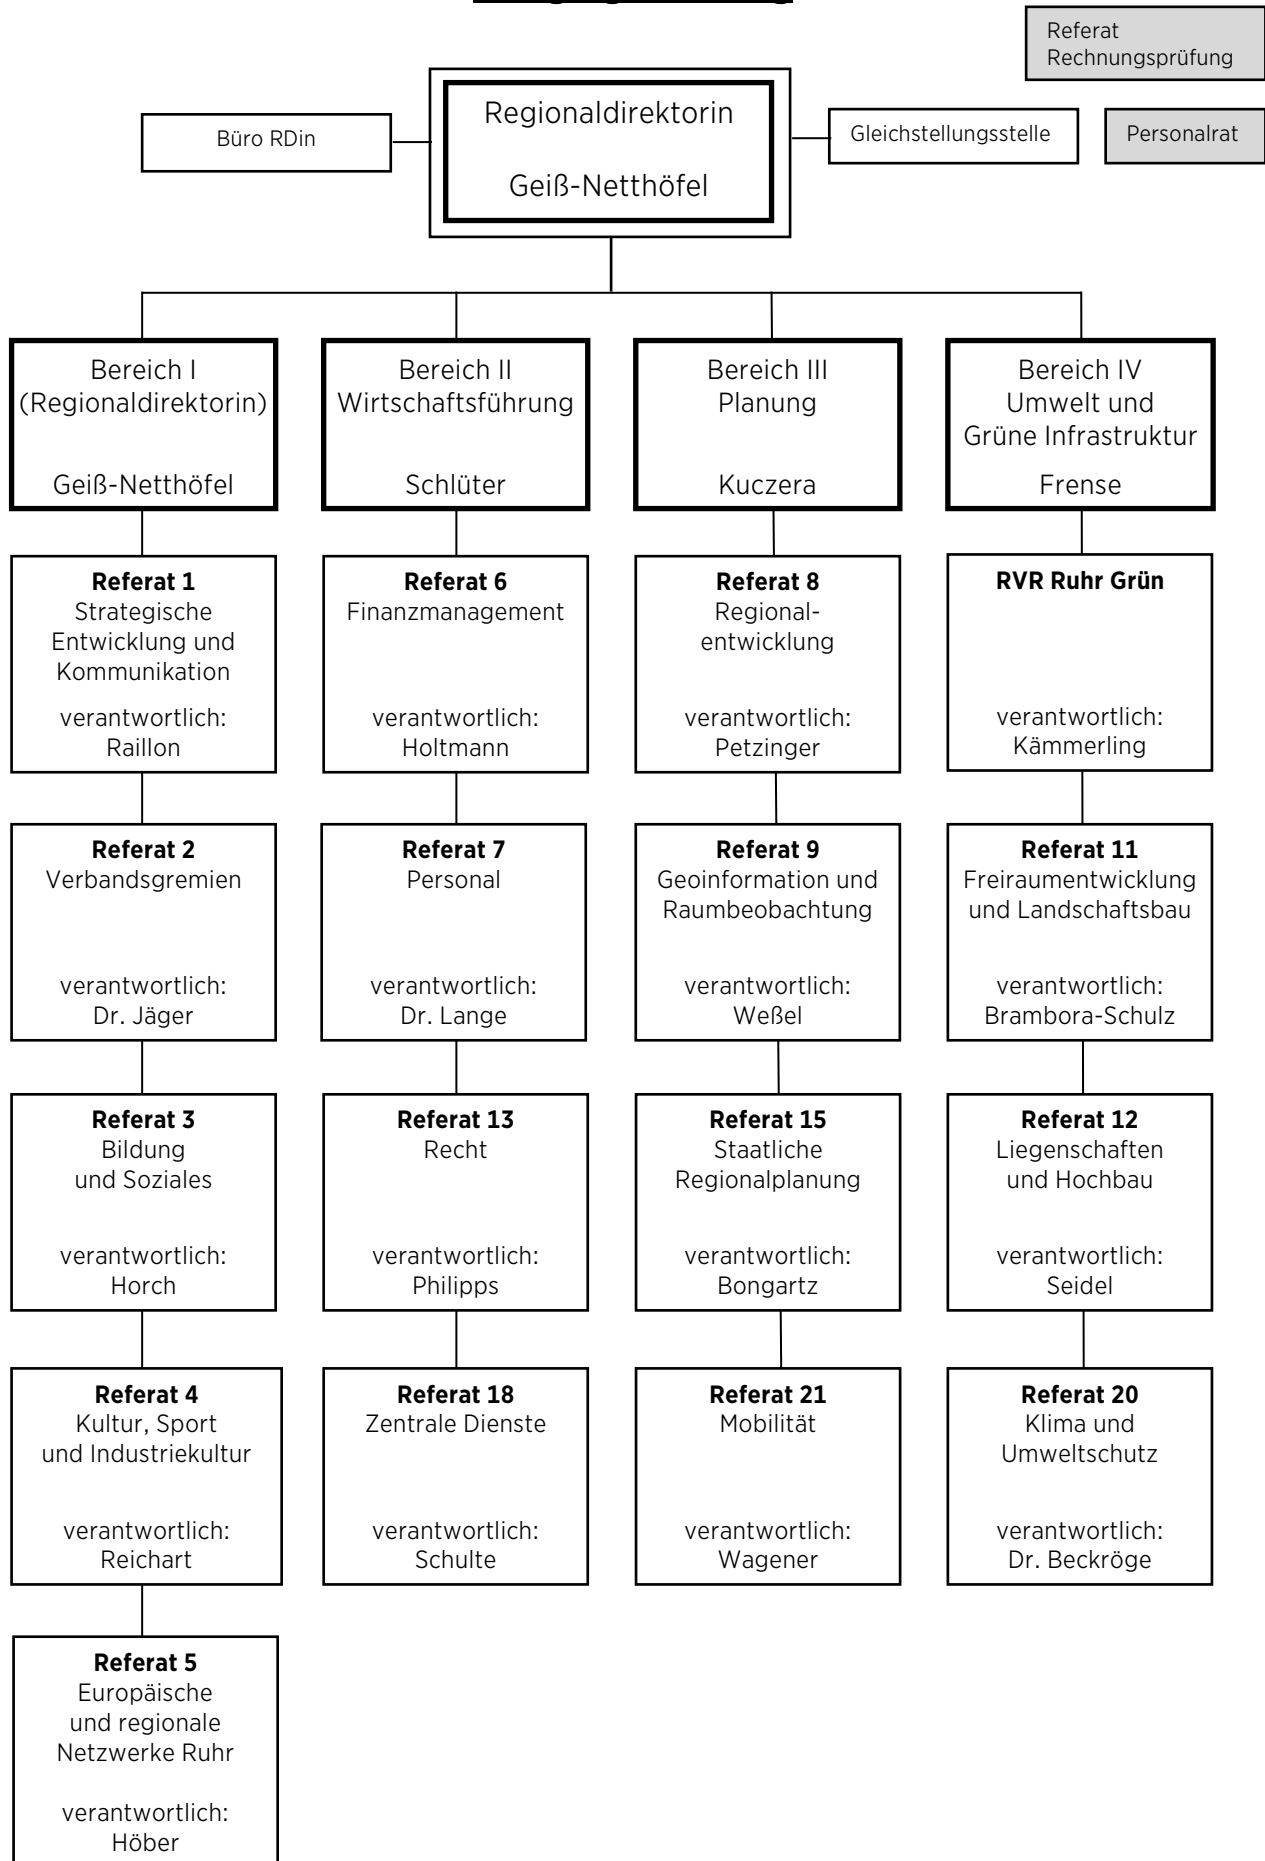 Referat
Rechnungsprüfung
Regionaldirektorin
Geiß-Netthöfel
Büro RDin
Gleichstellungsstelle
Personalrat
Bereich I
(Regionaldirektorin)
Geiß-Netthöfel
Bereich II
Wirtschaftsführung
Schlüter
Bereich III
Planung
Kuczera
Bereich IV
Umwelt und
Grüne Infrastruktur
Frense
Referat 1
Strategische
Entwicklung und
Kommunikation
verantwortlich:
Raillon
Referat 6
Finanzmanagement
verantwortlich:
Holtmann
Referat 8
Regional-
entwicklung
verantwortlich:
Petzinger
RVR Ruhr Grün
verantwortlich:
Kämmerling
Referat 2
Verbandsgremien
verantwortlich:
Dr. Jäger
Referat 7
Personal
verantwortlich:
Dr. Lange
Referat 9
Geoinformation und
Raumbeobachtung
verantwortlich:
Weßel
Referat 11
Freiraumentwicklung
und Landschaftsbau
verantwortlich:
Brambora-Schulz
Referat 3
Bildung
und Soziales
verantwortlich:
Horch
Referat 13
Recht
verantwortlich:
Philipps
Referat 15
Staatliche
Regionalplanung
verantwortlich:
Bongartz
Referat 12
Liegenschaften
und Hochbau
verantwortlich:
Seidel
Referat 4
Kultur, Sport
und Industriekultur
verantwortlich:
Reichart
Referat 18
Zentrale Dienste
verantwortlich:
Schulte
Referat 21
Mobilität
verantwortlich:
Wagener
Referat 20
Klima und
Umweltschutz
verantwortlich:
Dr. Beckröge
Referat 5
Europäische
und regionale
Netzwerke Ruhr
verantwortlich:
Höber